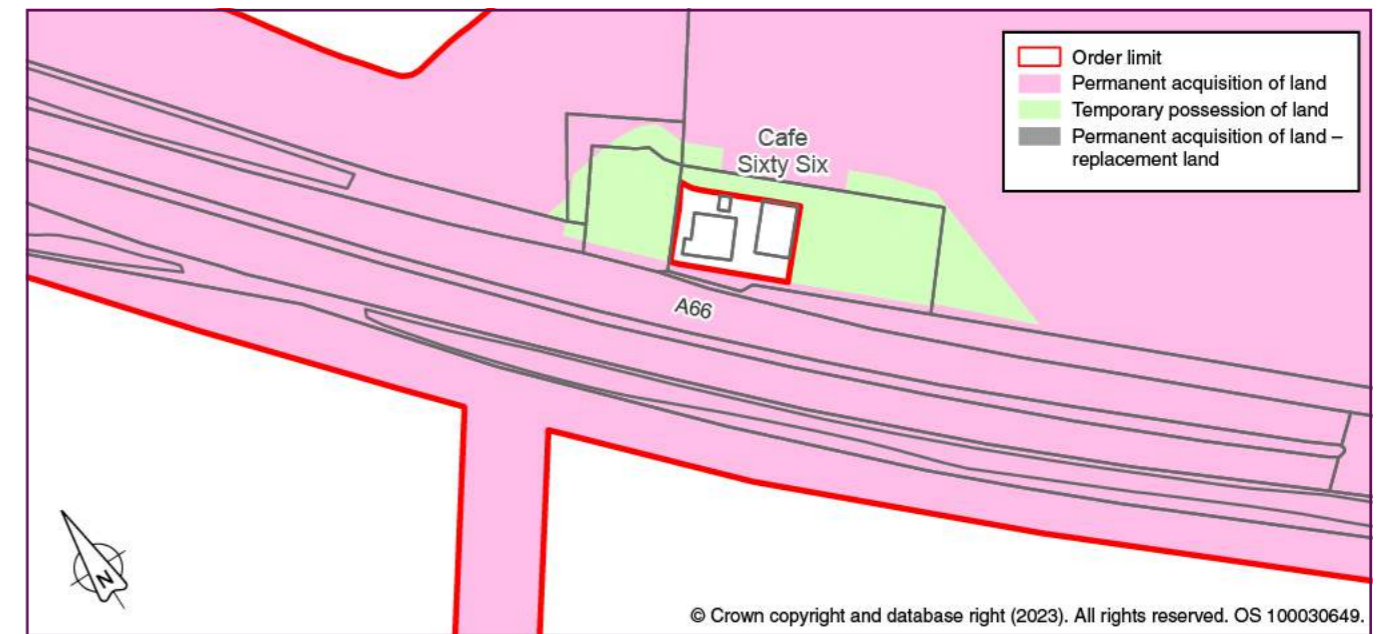 Order limit
Permanent acquisition of land
Temporary possession of land
Permanent acquisition of land –
replacement land
Cafe
Sixty Six
A66
N
© Crown copyright and database right (2023). All rights reserved. OS 100030649.